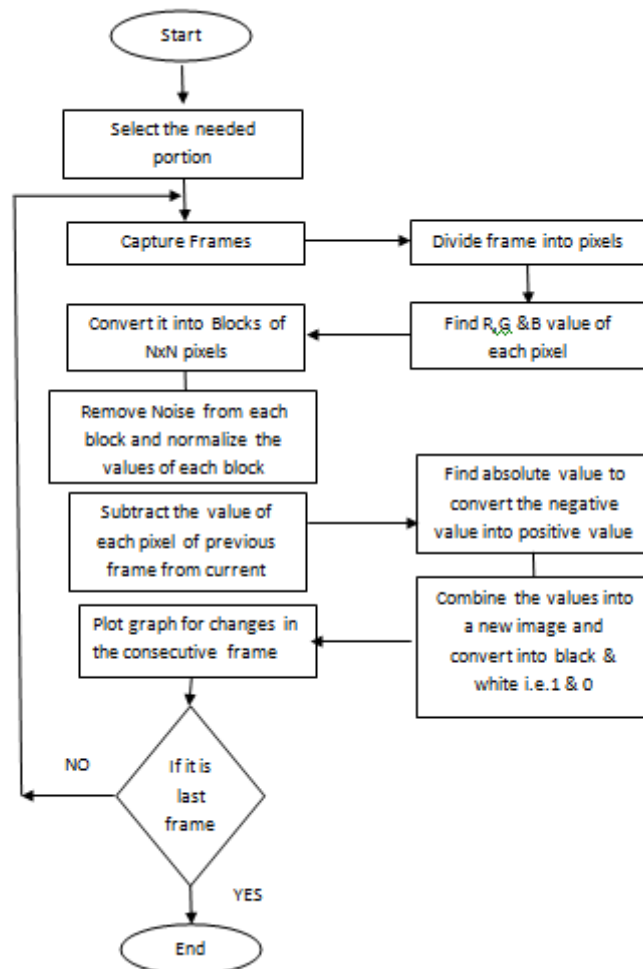 Start
Select the needed
portion
Capture Frames
Divide frame into pixels
Find R,G &B value of
each pixel
Convert it into Blocks of
NxN pixels
Remove Noise from each
block and normalize the
values of each block
Subtract the value of
each pixel of previous
frame from current
Find absolute value to
convert the negative
value into positive value
Combine the values into
a new image and
convert into black &
white i.e.1 & 0
Plot graph for changes in
the consecutive frame
If it is
last
frame
NO
YES
End